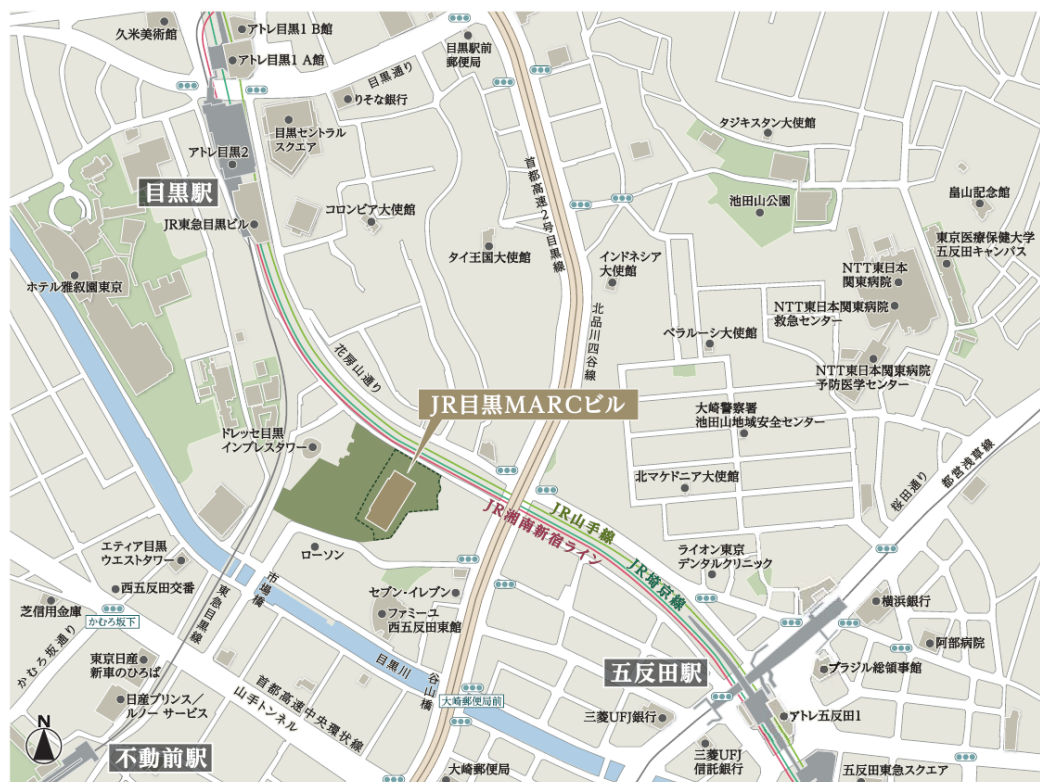 久米美術館
アトレ目黒1 B館
アトレ目黒1 A館
目黒駅前
郵便局
目黒通り
りそな銀行
目黒セントラル
スクエア
アトレ目黒2
目黒駅
JR東急目黒ビル
コロンビア大使館
タイ王国大使館
首都高速2号目黒線
インドネシア
大使館
タジキスタン大使館
池田山公園
畠山記念館
東京医療保健大学
五反田キャンパス
NTT東日本
関東病院
NTT東日本関東病院
救急センター
NTT東日本関東病院
予防医学センター
ホテル雅叙園東京
北品川四谷線
ベラルーシ大使館
花房山通り
JR目黒MARCビル
大崎警察署
池田山地域安全センター
ドレッセ目黒
インプレスタワー
北マケドニア大使館
都営浅草線
桜田通り
JR山手線
JR湘南新宿ライン
JR埼京線
ローソン
エティア目黒
ウエストタワー
西五反田交番
芝信用金庫
かむろ坂下
かむろ坂通り
東急目黒線
市場橋
セブン-イレブン
ファミーユ
西五反田東館
ライオン東京
デンタルクリニック
横浜銀行
阿部病院
ブラジル総領事館
五反田駅
東京日産
新車のひろば
日産プリンス／
ルノー サービス
目黒川
谷山橋
首都高速中央環状線
山手トンネル
大崎郵便局前
三菱UFJ銀行
アトレ五反田1
N
不動前駅
大崎郵便局
三菱UFJ
信託銀行
五反田東急スクエア